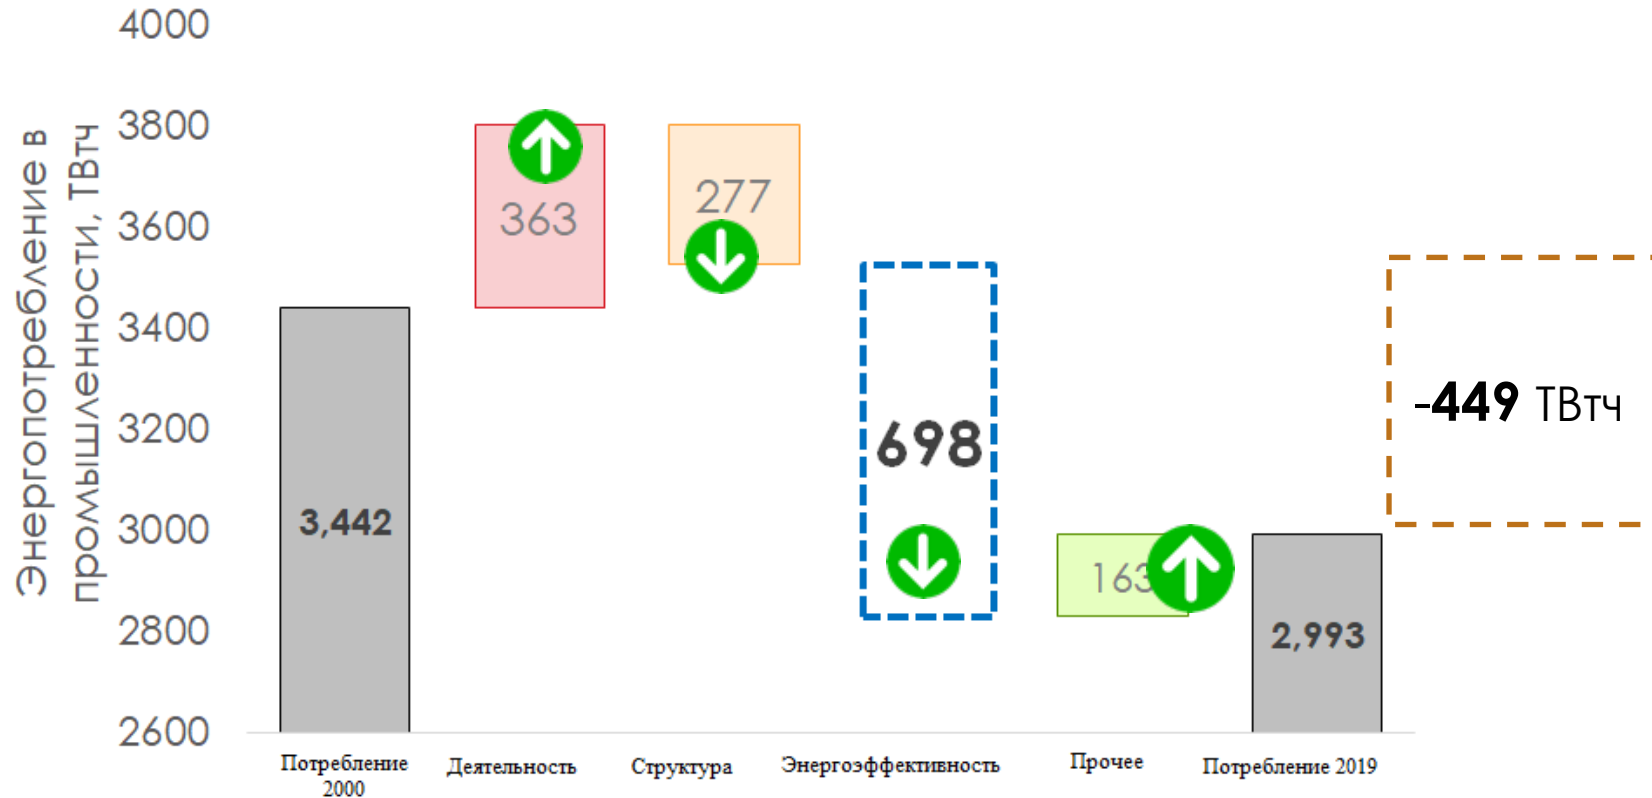 4000
3800
3600
3400
3200
3000
2800
2600
Энергопотребление в
промышленности, ТВтч
363
277
698
163
3,442
2,993
-449 ТВтч
Потребление
2000
Деятельность
Структура
Энергоэффективность
Прочее
Потребление 2019